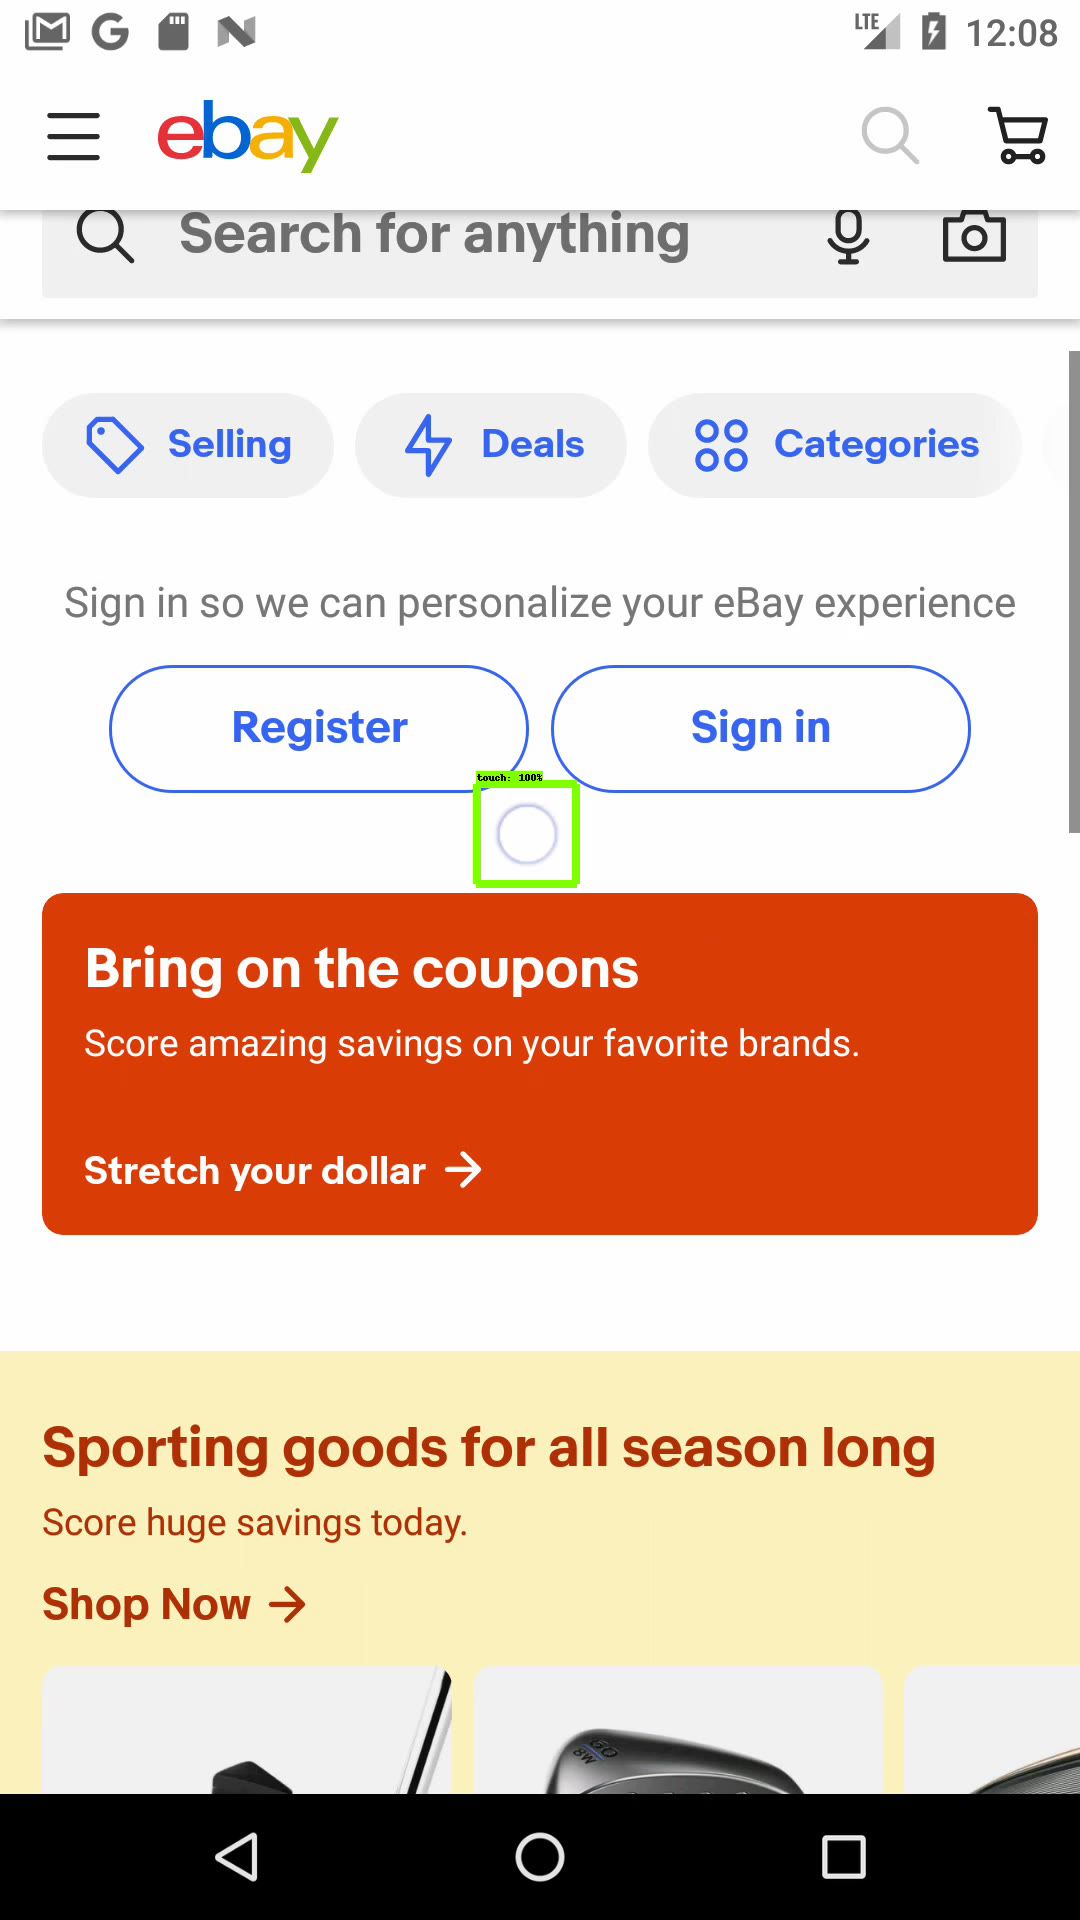 LTE 12:08
ebay
Search for anything
Selling Deals Categories
Sign in so we can personalize your eBay experience
Register Sign in
touch: 100%
Bring on the coupons
Score amazing savings on your favorite brands.
Stretch your dollar
Sporting goods for all season long
Score huge savings today.
Shop Now
50
8W